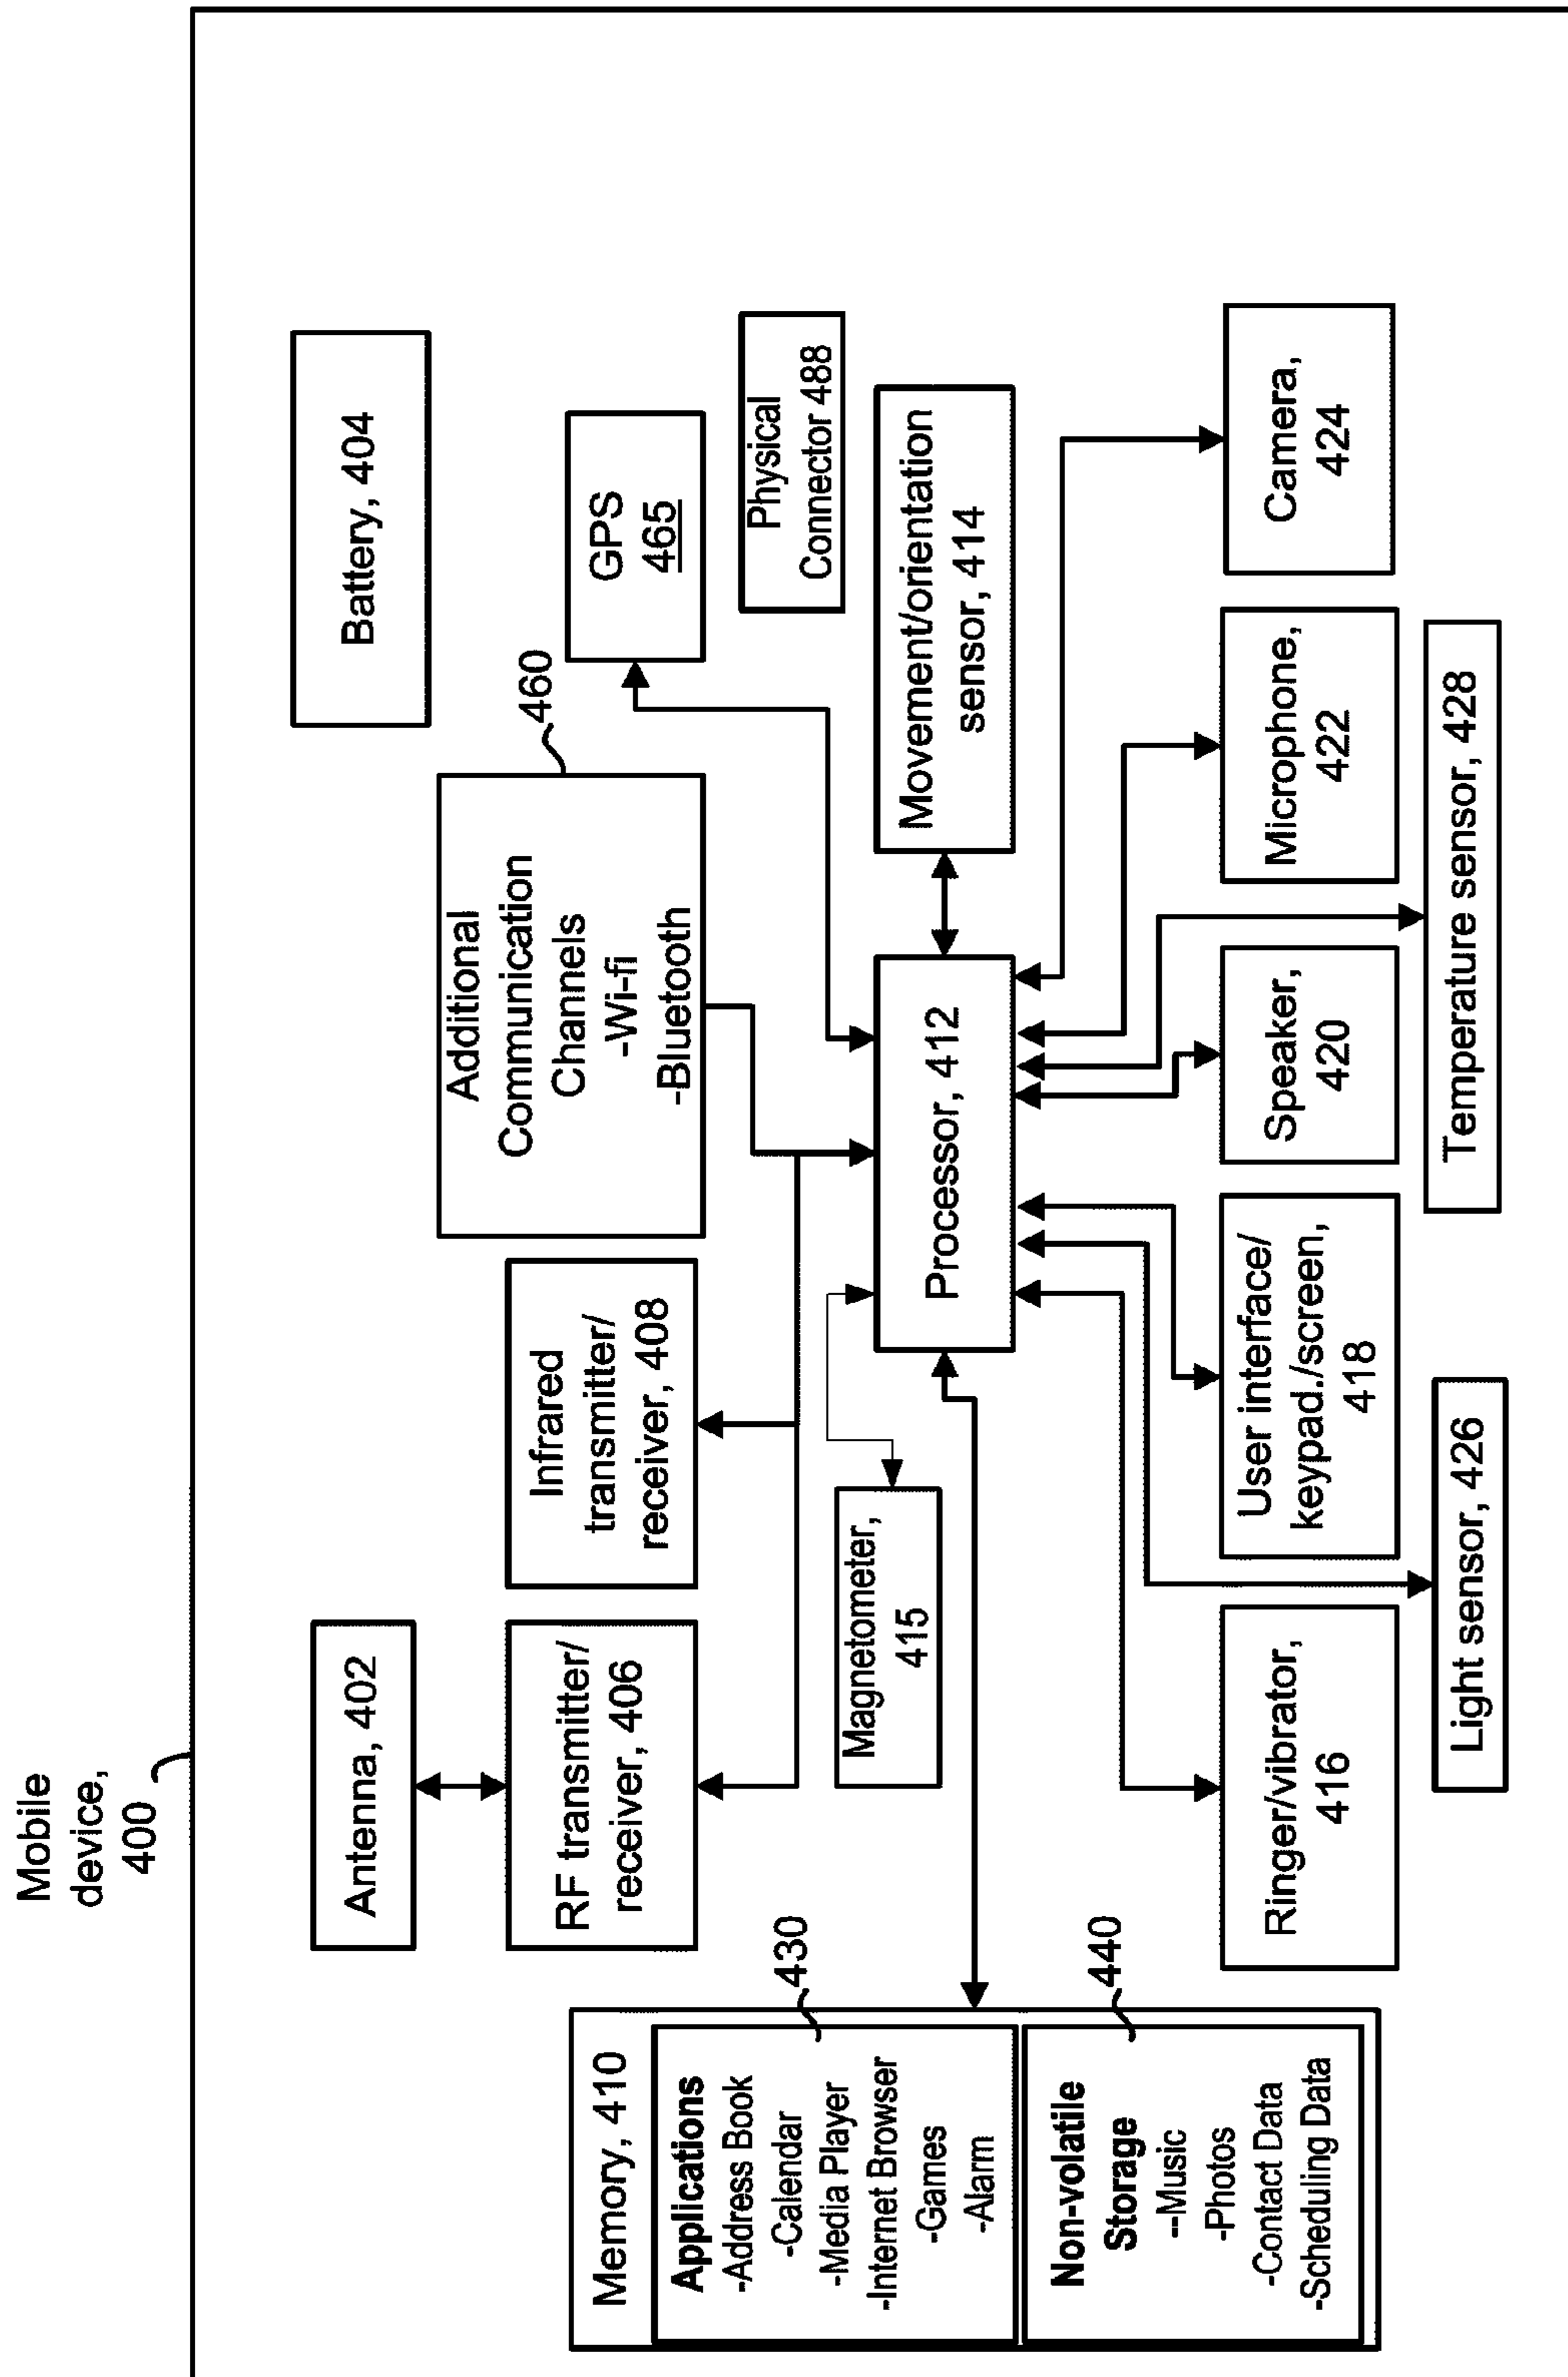 Mobile
device,
400
Antenna, 402
Battery, 404
RF transmitter/
receiver, 406
Infrared
transmitter/
receiver, 408
Additional
Communication
Channels
-Wi-fi
-Bluetooth
460
GPS
465
Physical
Connector 488
Memory, 410
Applications
-Address Book
-Calendar
-Media Player
-Internet Browser
-Games
-Alarm
430
Non-volatile
Storage
--Music
-Photos
-Contact Data
-Scheduling Data
440
Magnetometer,
415
Processor, 412
Movement/orientation
sensor, 414
Ringer/vibrator,
416
User interface/
keypad./screen,
418
Speaker,
420
Microphone,
422
Camera,
424
Light sensor, 426
Temperature sensor, 428